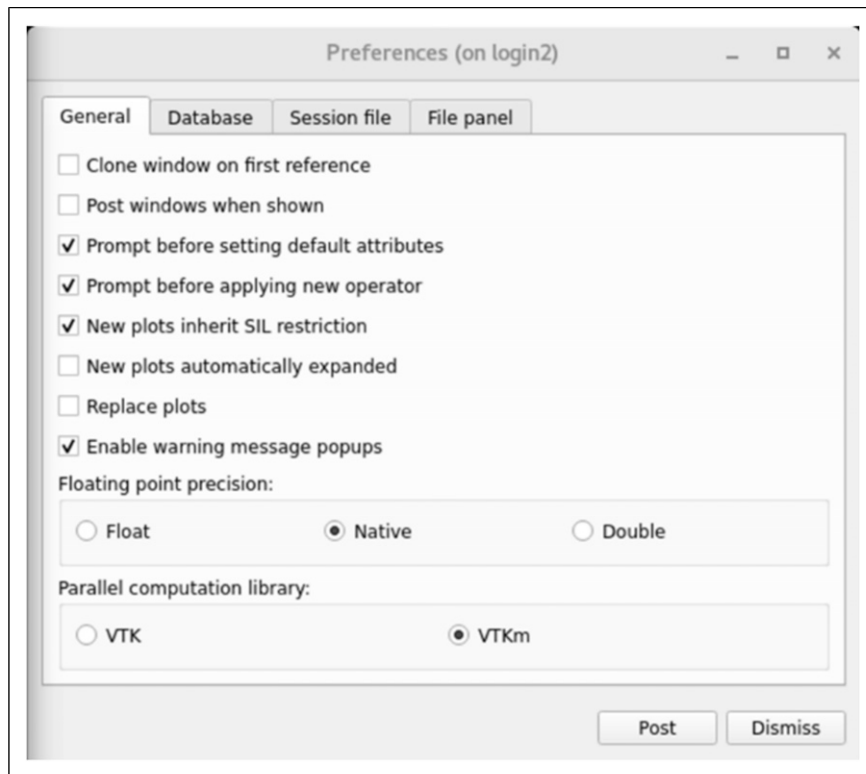 Preferences (on login2)
General Database Session file File panel
Clone window on first reference
Post windows when shown
Prompt before setting default attributes
Prompt before applying new operator
New plots inherit SIL restriction
New plots automatically expanded
Replace plots
Enable warning message popups
Floating point precision:
Float Native Double
Parallel computation library:
VTK VTKm
Post Dismiss